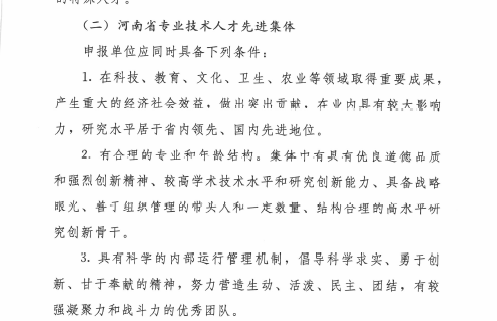 的特殊人才。
（二）河南省专业技术人才先进集体
申报单位应同时具备下列条件：
1. 在科技、教育、文化、卫生、农业等领域取得重要成果，
产生重大的经济社会效益，做出突出贡献，在业内具有较大影响
力，研究水平居于省内领先、国内先进地位。
2. 有合理的专业和年龄结构。集体中有具有优良道德品质
和强烈创新精神、较高学术技术水平和研究创新能力、具备战略
眼光、善于组织管理的带头人和一定数量、结构合理的高水平研
究创新骨干。
3. 具有科学的内部运行管理机制，倡导科学求实、勇于创
新、甘于奉献的精神，努力营造生动、活泼、民主、团结，有较
强凝聚力和战斗力的优秀团队。